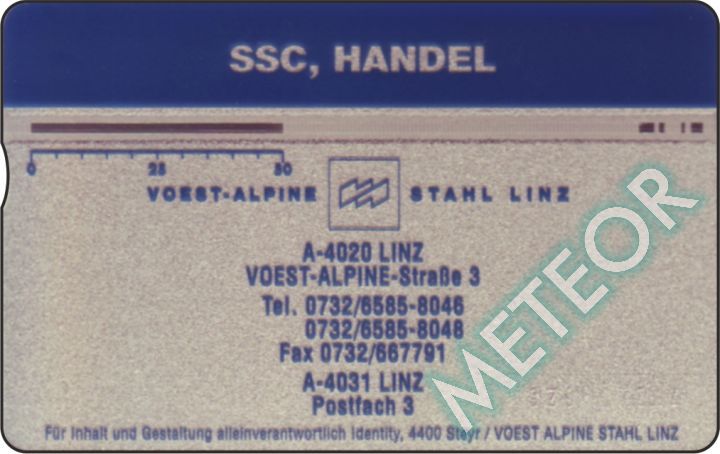 SSC, HANDEL
0 25 50
VOEST-ALPINE STAHL LINZ
A-4020 LINZ
VOEST-ALPINE-Straße 3
Tel. 0732/6585-8046
0732/6585-8048
Fax 0732/667791
A-4031 LINZ
Postfach 3
METEOR
Für Inhalt und Gestaltung alleinverantwortlich Identity, 4400 Steyr / VOEST ALPINE STAHL LINZ